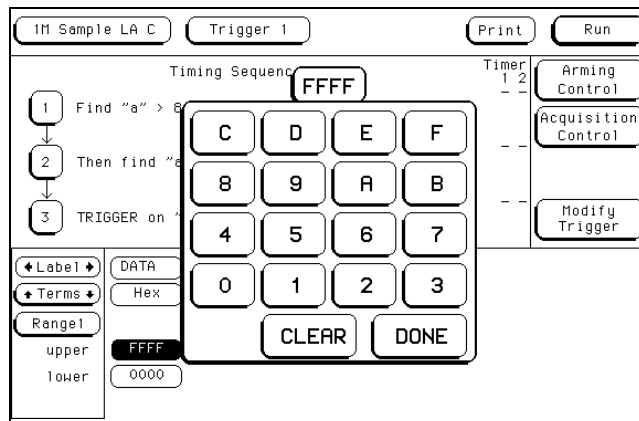 1M Sample LA C
Trigger 1
Print
Run
Timing Sequenc
FFFF
Timer
1 2
Arming
Control
1
Find "a" > 8
Acquisition
Control
2
Then find "a
3
TRIGGER on "
Modify
Trigger
C D E F
8 9 A B
4 5 6 7
0 1 2 3
CLEAR DONE
Label
DATA
Terms
Hex
Range1
upper FFFF
lower 0000